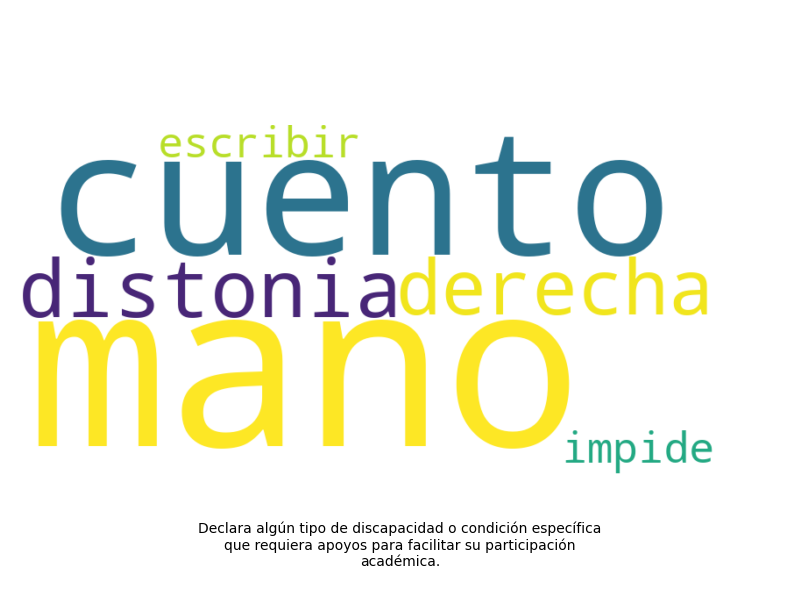 escribir
cuento
distonia derecha
mano
impide
Declara algún tipo de discapacidad o condición específica
que requiera apoyos para facilitar su participación
académica.